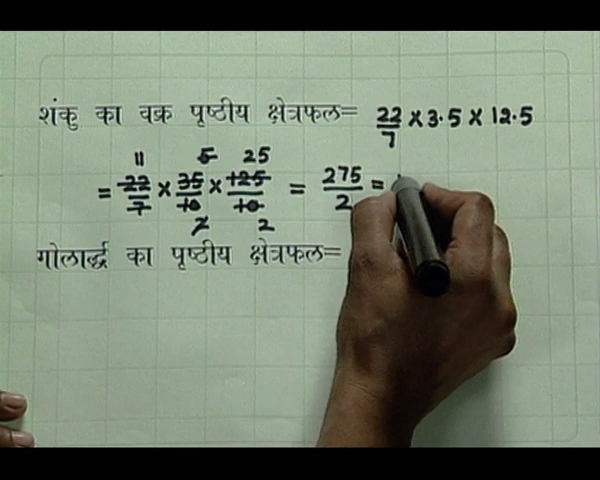 शंकु का वक्र पृष्ठीय क्षेत्रफल= 22/7 × 3.5 × 12.5
11 5 25
= 22/7 × 35/10 × 125/10 = 275/2 =
2 2
गोलार्द्ध का पृष्ठीय क्षेत्रफल=